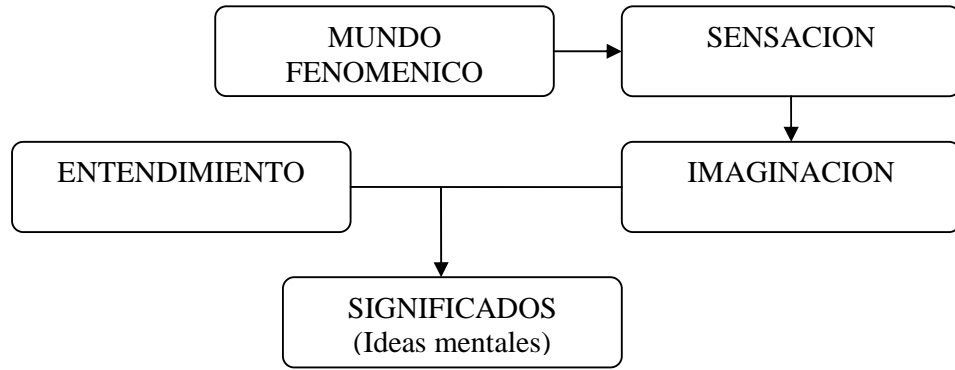 MUNDO
FENOMENICO
SENSACION
ENTENDIMIENTO
IMAGINACION
SIGNIFICADOS
(Ideas mentales)